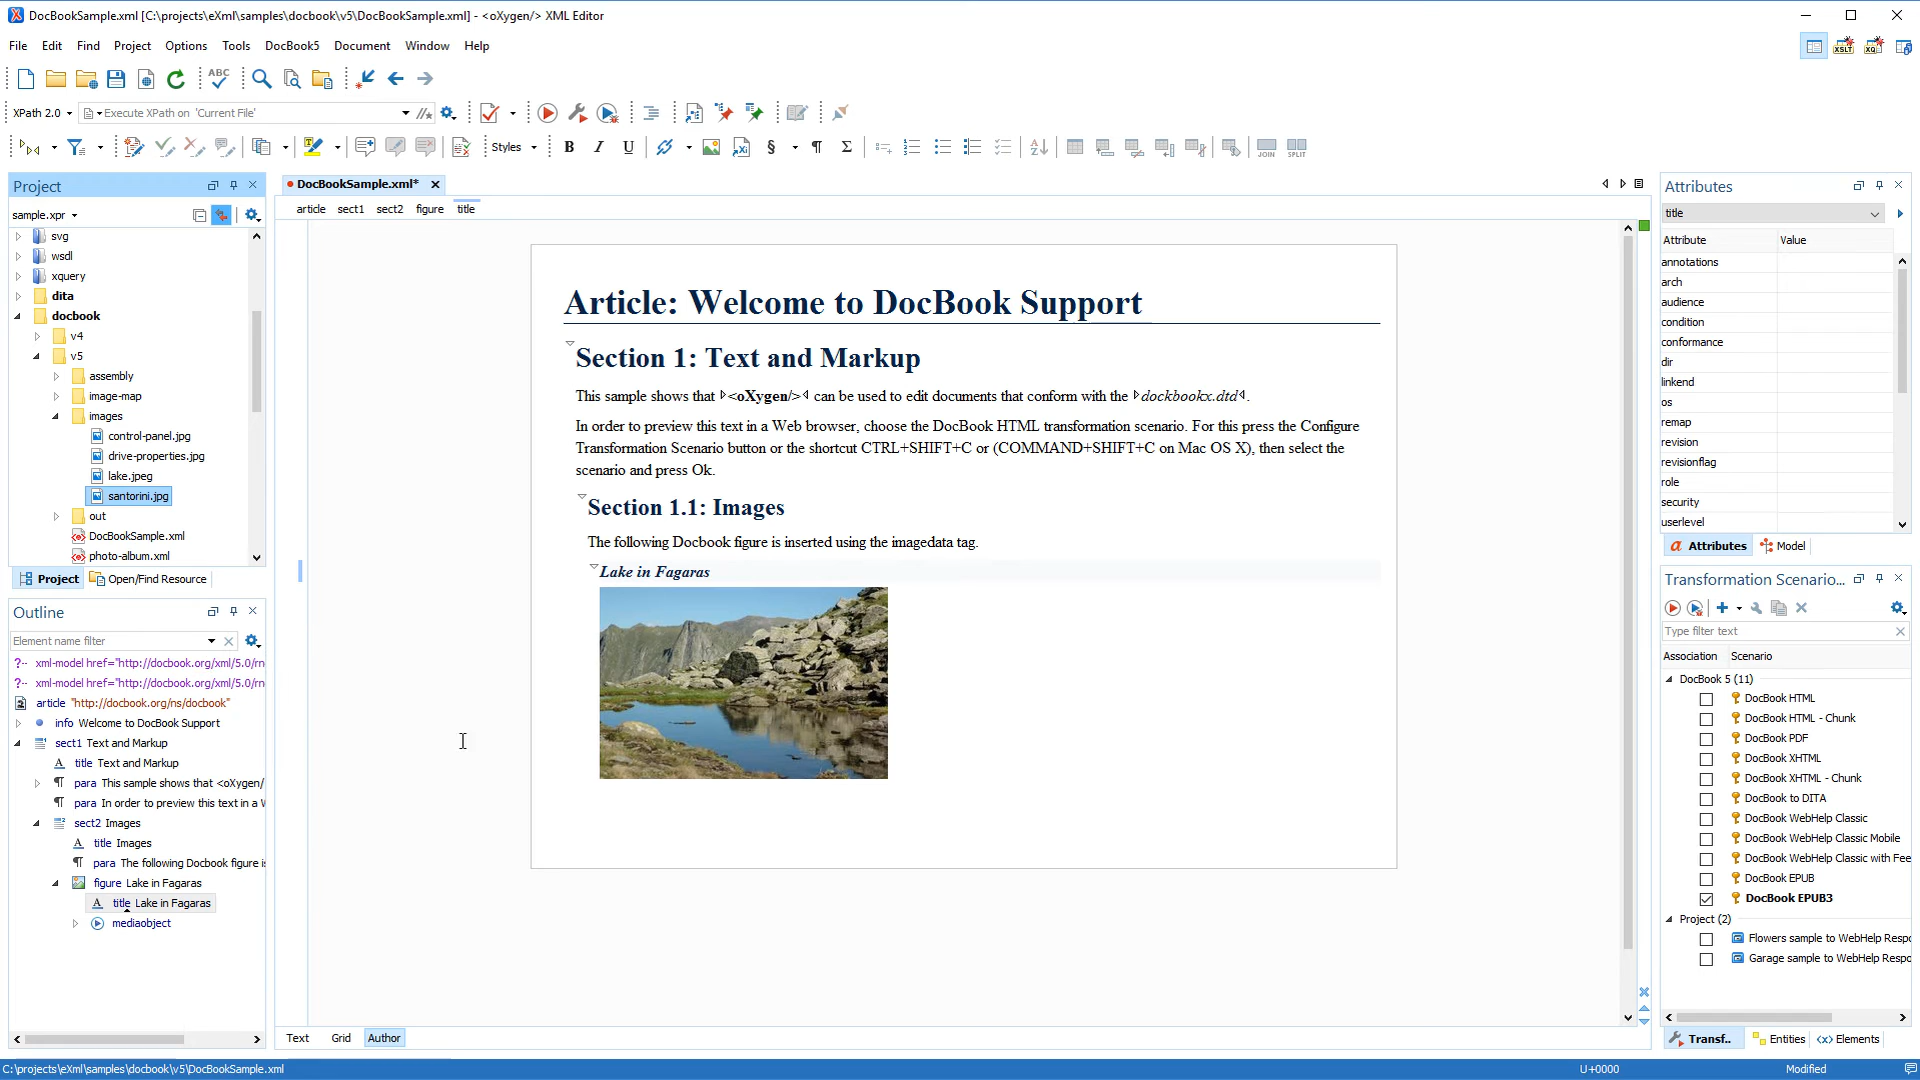 DocBookSample.xml [C:\projects\eXml\samples\docbook\v5\DocBookSample.xml] - <oXygen/> XML Editor
File Edit Find Project Options Tools DocBook5 Document Window Help
XSLT XQ
ABC
XPath 2.0 Execute XPath on 'Current File'
Styles B I U § ¶ Σ JOIN SPLIT
Project
sample.xpr
svg
wsdl
xquery
dita
docbook
v4
v5
assembly
image-map
images
control-panel.jpg
drive-properties.jpg
lake.jpeg
santorini.jpg
out
DocBookSample.xml
photo-album.xml
Project Open/Find Resource
Outline
Element name filter
xml-model href="http://docbook.org/xml/5.0/rn
xml-model href="http://docbook.org/xml/5.0/rn
article "http://docbook.org/ns/docbook"
info Welcome to DocBook Support
sect1 Text and Markup
title Text and Markup
para This sample shows that <oXygen/
para In order to preview this text in a W
sect2 Images
title Images
para The following Docbook figure is
figure Lake in Fagaras
title Lake in Fagaras
mediaobject
DocBookSample.xml*
article sect1 sect2 figure title
Article: Welcome to DocBook Support
Section 1: Text and Markup
This sample shows that <oXygen/> can be used to edit documents that conform with the dockbookx.dtd.
In order to preview this text in a Web browser, choose the DocBook HTML transformation scenario. For this press the Configure
Transformation Scenario button or the shortcut CTRL+SHIFT+C or (COMMAND+SHIFT+C on Mac OS X), then select the
scenario and press Ok.
Section 1.1: Images
The following Docbook figure is inserted using the imagedata tag.
Lake in Fagaras
Text Grid Author
Attributes
title
Attribute Value
annotations
arch
audience
condition
conformance
dir
linkend
os
remap
revision
revisionflag
role
security
userlevel
Attributes Model
Transformation Scenario...
Type filter text
Association Scenario
DocBook 5 (11)
DocBook HTML
DocBook HTML - Chunk
DocBook PDF
DocBook XHTML
DocBook XHTML - Chunk
DocBook to DITA
DocBook WebHelp Classic
DocBook WebHelp Classic Mobile
DocBook WebHelp Classic with Fee
DocBook EPUB
DocBook EPUB3
Project (2)
Flowers sample to WebHelp Respo
Garage sample to WebHelp Respo
Transf.. Entities Elements
C:\projects\eXml\samples\docbook\v5\DocBookSample.xml U+0000 Modified